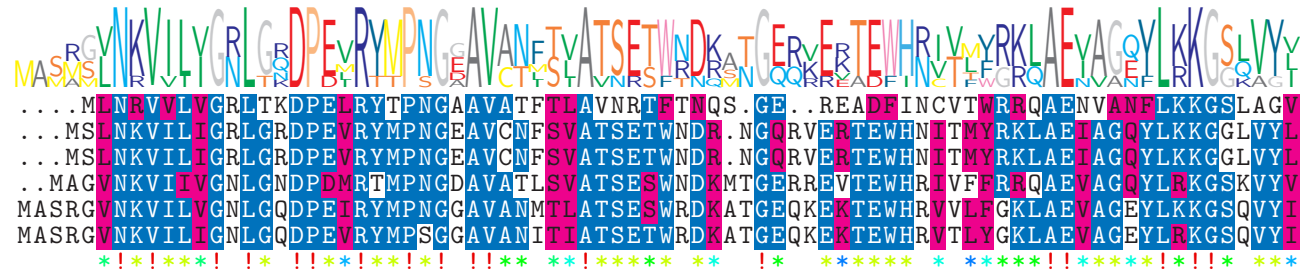 ....MLNRVVLVGRLTKDPELRYTPNGAAVATFTLAVNRTFTNQS.GE..READFINCVTWRRQAENVANFLKKGSLAGV
...MSLNKVILIGRLGRDPEVRYMPNGEAVCNFSVATSETWNDR.NGQRVERTEWHNITMYRKLAEIAGQYLKKGGLVYL
...MSLNKVILIGRLGRDPEVRYMPNGEAVCNFSVATSETWNDR.NGQRVERTEWHNITMYRKLAEIAGQYLKKGGLVYL
..MAGVNKVIIVGNLGNDPDMRTMPNGDAVATLSVATSESWNDKMTGERREVTEWHRIVFFRRQAEVAGQYLRKGSKVYV
MASRGVNKVILVGNLGQDPEIRYMPNGGAVANMTLATSESWRDKATGEQKEKTEWHRVVLFGKLAEVAGEYLKKGSQVYI
MASRGVNKVILIGNLGQDPEVRYMPSGGAVANITIATSETWRDKATGEQKEKTEWHRVTLYGKLAEVAGEYLRKGSQVYI